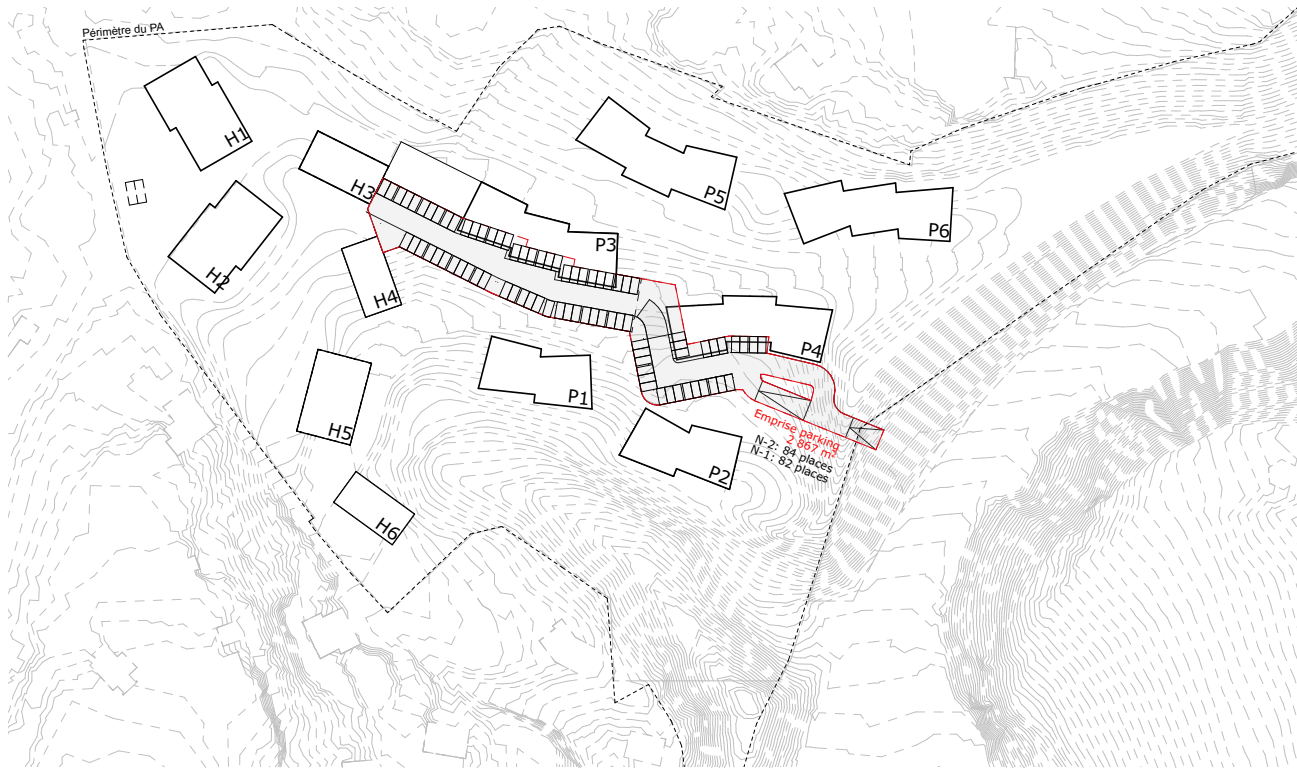 Périmètre du PA
H1
H2
H3
H4
H5
H6
P1
P2
P3
P4
P5
P6
Emprise parking
2 867 m²
N-2: 84 places
N-1: 82 places